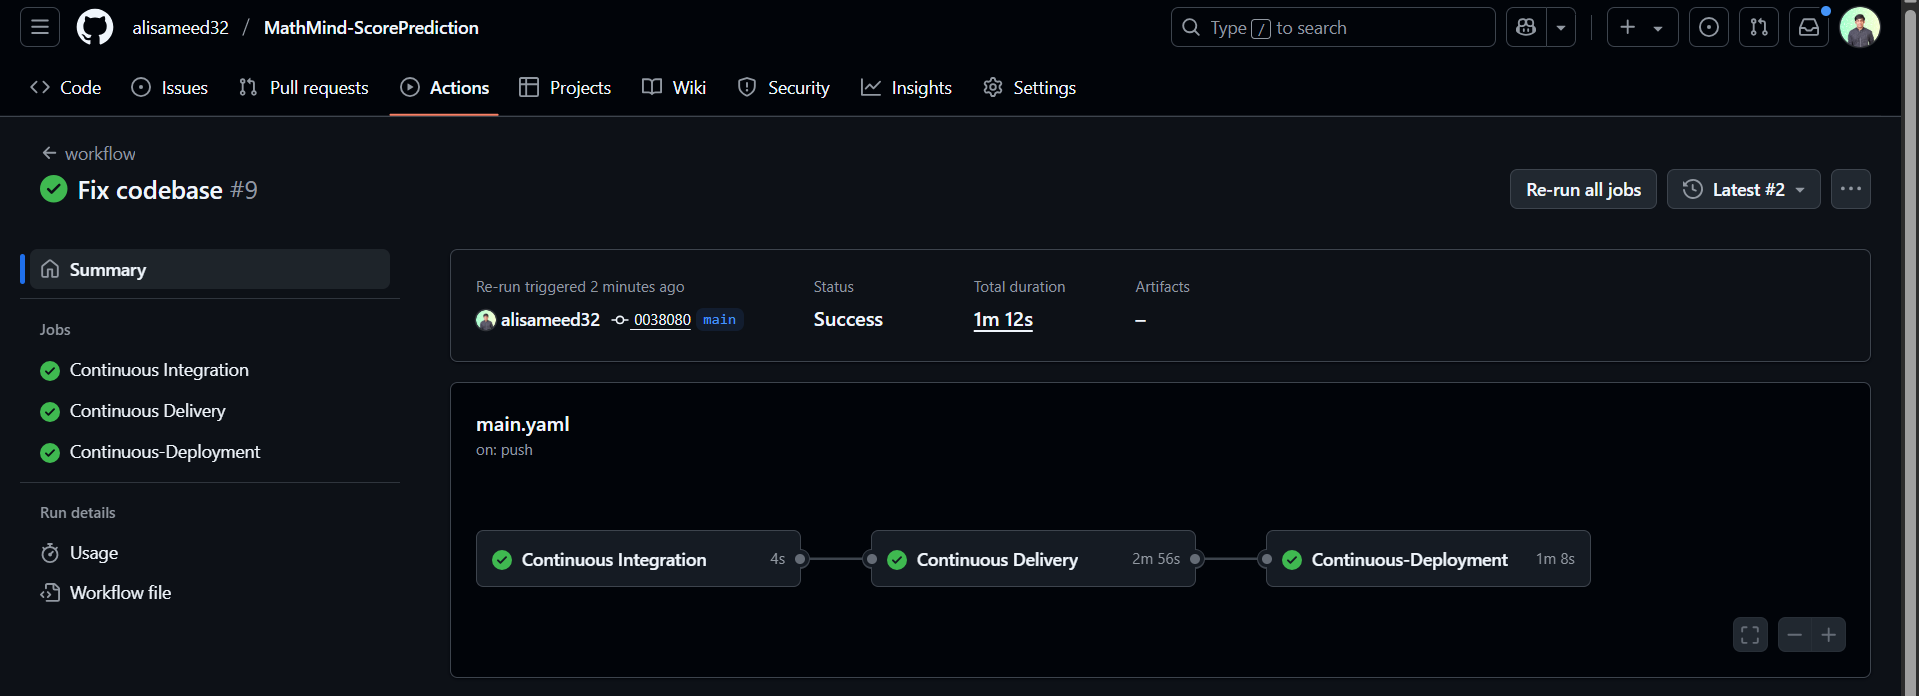 alisameed32 / MathMind-ScorePrediction
Type / to search
Code
Issues
Pull requests
Actions
Projects
Wiki
Security
Insights
Settings
workflow
Fix codebase #9
Re-run all jobs
Latest #2
Summary
Jobs
Continuous Integration
Continuous Delivery
Continuous-Deployment
Run details
Usage
Workflow file
Re-run triggered 2 minutes ago
alisameed32 0038080 main
Status
Success
Total duration
1m 12s
Artifacts
–
main.yaml
on: push
Continuous Integration 4s
Continuous Delivery 2m 56s
Continuous-Deployment 1m 8s